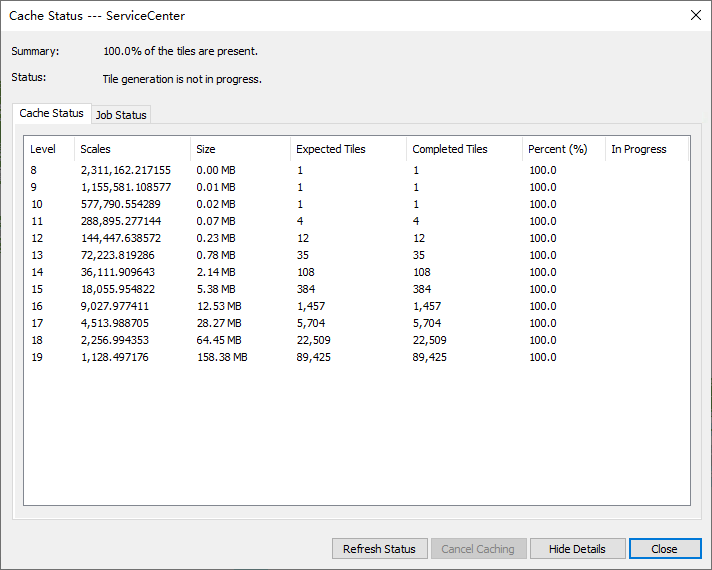 Cache Status --- ServiceCenter
Summary: 100.0% of the tiles are present.
Status: Tile generation is not in progress.
Cache Status Job Status
Level Scales Size Expected Tiles Completed Tiles Percent (%) In Progress
8 2,311,162.217155 0.00 MB 1 1 100.0
9 1,155,581.108577 0.01 MB 1 1 100.0
10 577,790.554289 0.02 MB 1 1 100.0
11 288,895.277144 0.07 MB 4 4 100.0
12 144,447.638572 0.23 MB 12 12 100.0
13 72,223.819286 0.78 MB 35 35 100.0
14 36,111.909643 2.14 MB 108 108 100.0
15 18,055.954822 5.38 MB 384 384 100.0
16 9,027.977411 12.53 MB 1,457 1,457 100.0
17 4,513.988705 28.27 MB 5,704 5,704 100.0
18 2,256.994353 64.45 MB 22,509 22,509 100.0
19 1,128.497176 158.38 MB 89,425 89,425 100.0
Refresh Status Cancel Caching Hide Details Close